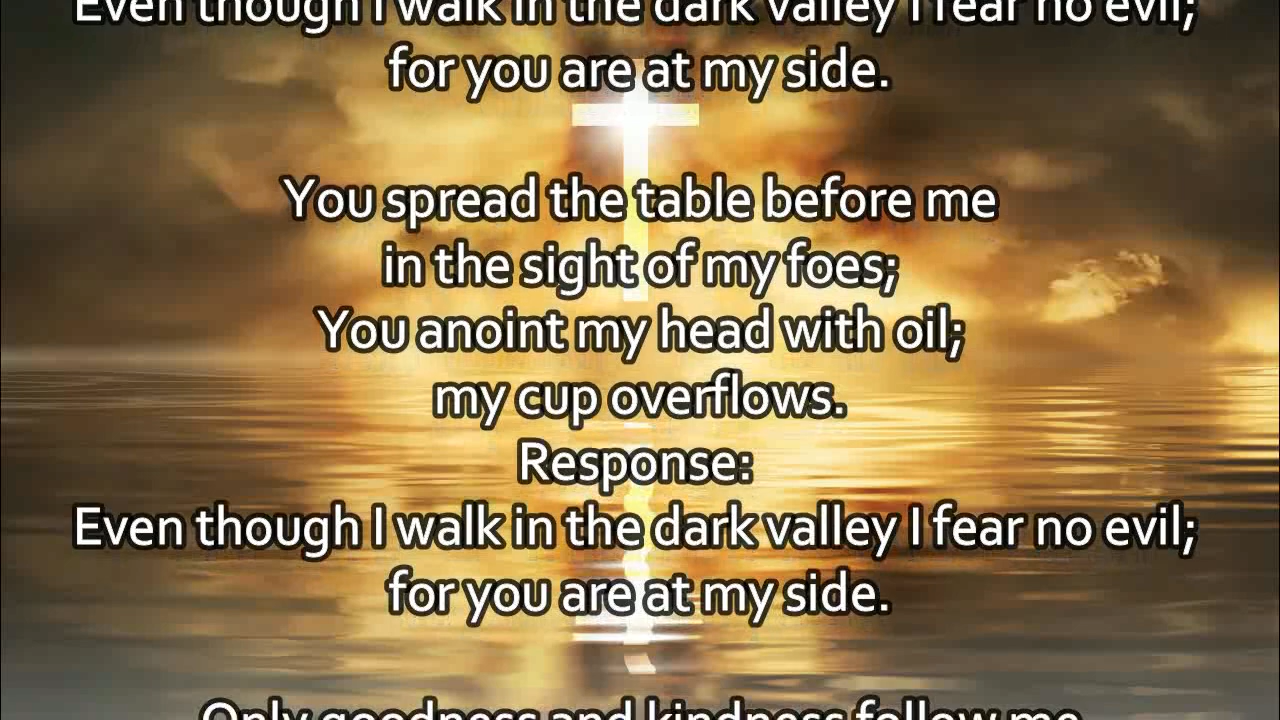 Even though I walk in the dark valley I fear no evil;
for you are at my side.
You spread the table before me
in the sight of my foes;
You anoint my head with oil;
my cup overflows.
Response:
Even though I walk in the dark valley I fear no evil;
for you are at my side.
Only goodness and kindness follow me